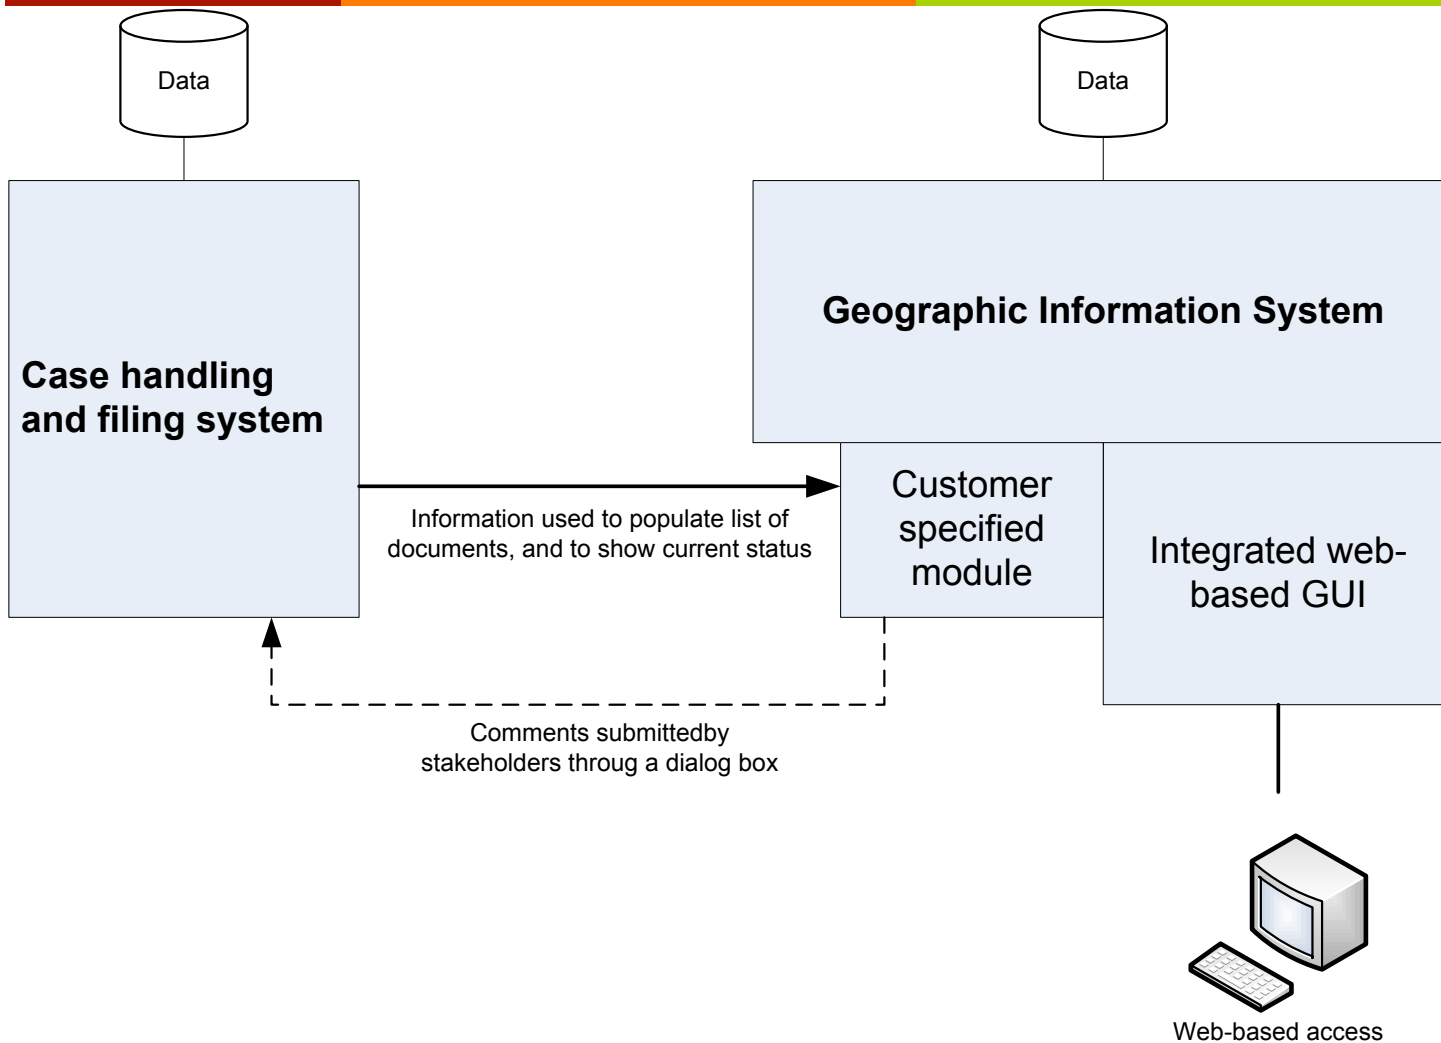 Data
Data
Geographic Information System
Case handling
and filing system
Customer
specified
module
Information used to populate list of
documents, and to show current status
Integrated web-
based GUI
Comments submittedby
stakeholders throug a dialog box
Web-based access